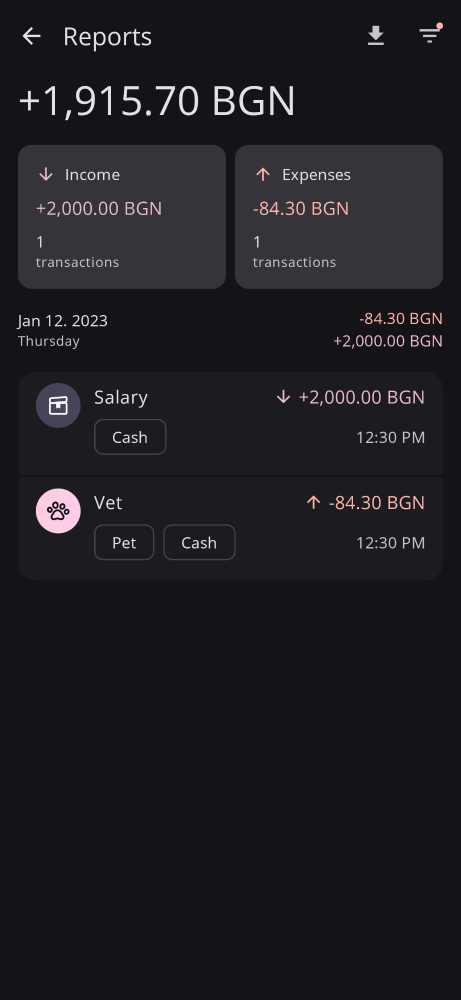 Reports
+1,915.70 BGN
Income
+2,000.00 BGN
1
transactions
Expenses
-84.30 BGN
1
transactions
Jan 12. 2023
Thursday
-84.30 BGN
+2,000.00 BGN
Salary
+2,000.00 BGN
Cash
12:30 PM
Vet
-84.30 BGN
Pet
Cash
12:30 PM